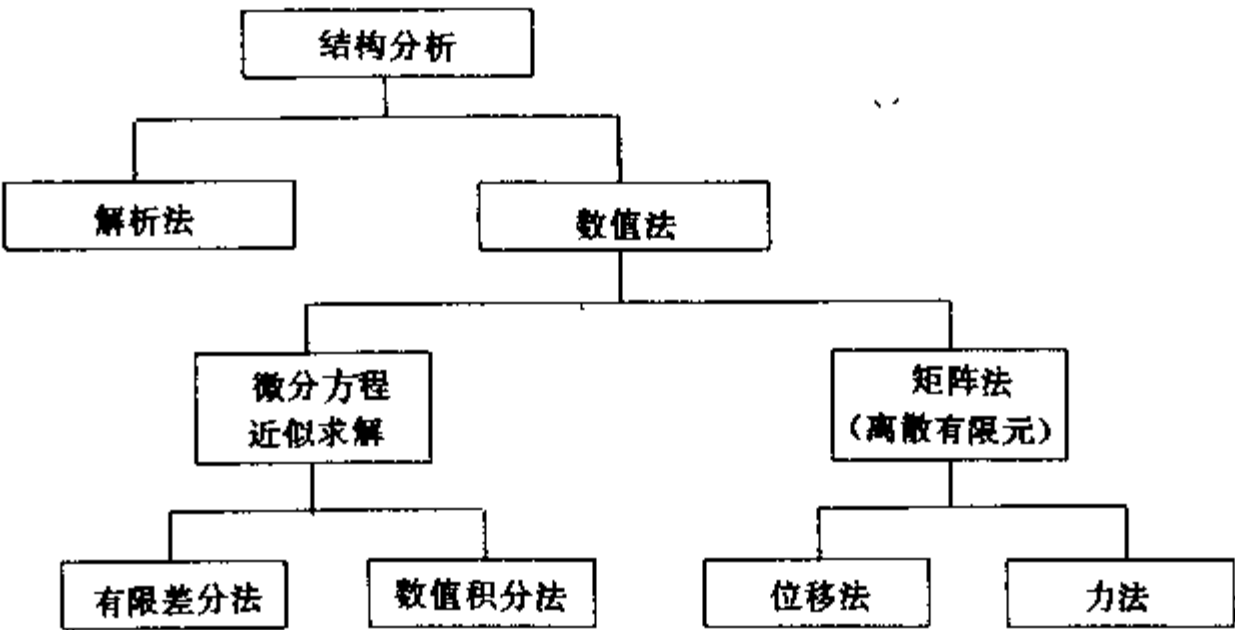 结构分析
解析法
数值法
微分方程
近似求解
矩阵法
（离散有限元）
有限差分法
数值积分法
位移法
力法